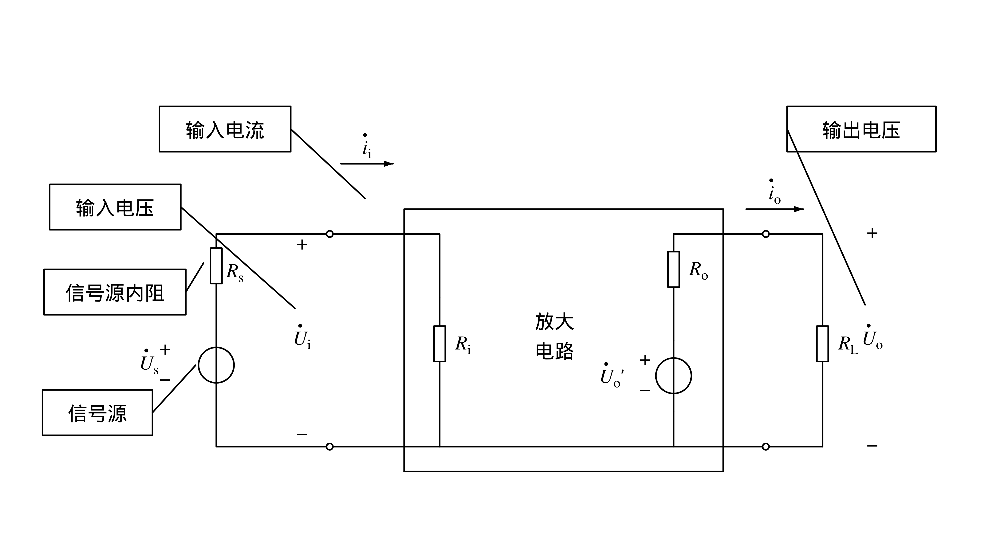 输入电流
i̇i
输出电压
输入电压
i̇o
+
+
Rs
Ro
信号源内阻
放大
电路
U̇i
Ri
RL
U̇o
U̇s
+
−
U̇o′
+
−
信号源
−
−